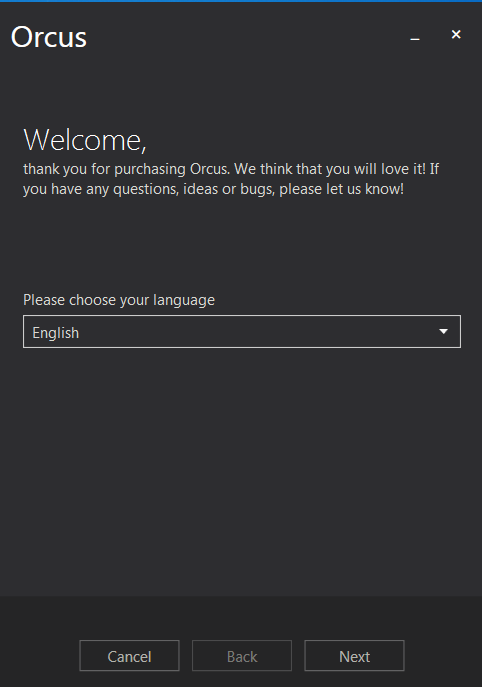 Orcus
Welcome,
thank you for purchasing Orcus. We think that you will love it! If
you have any questions, ideas or bugs, please let us know!
Please choose your language
English
Cancel
Back
Next